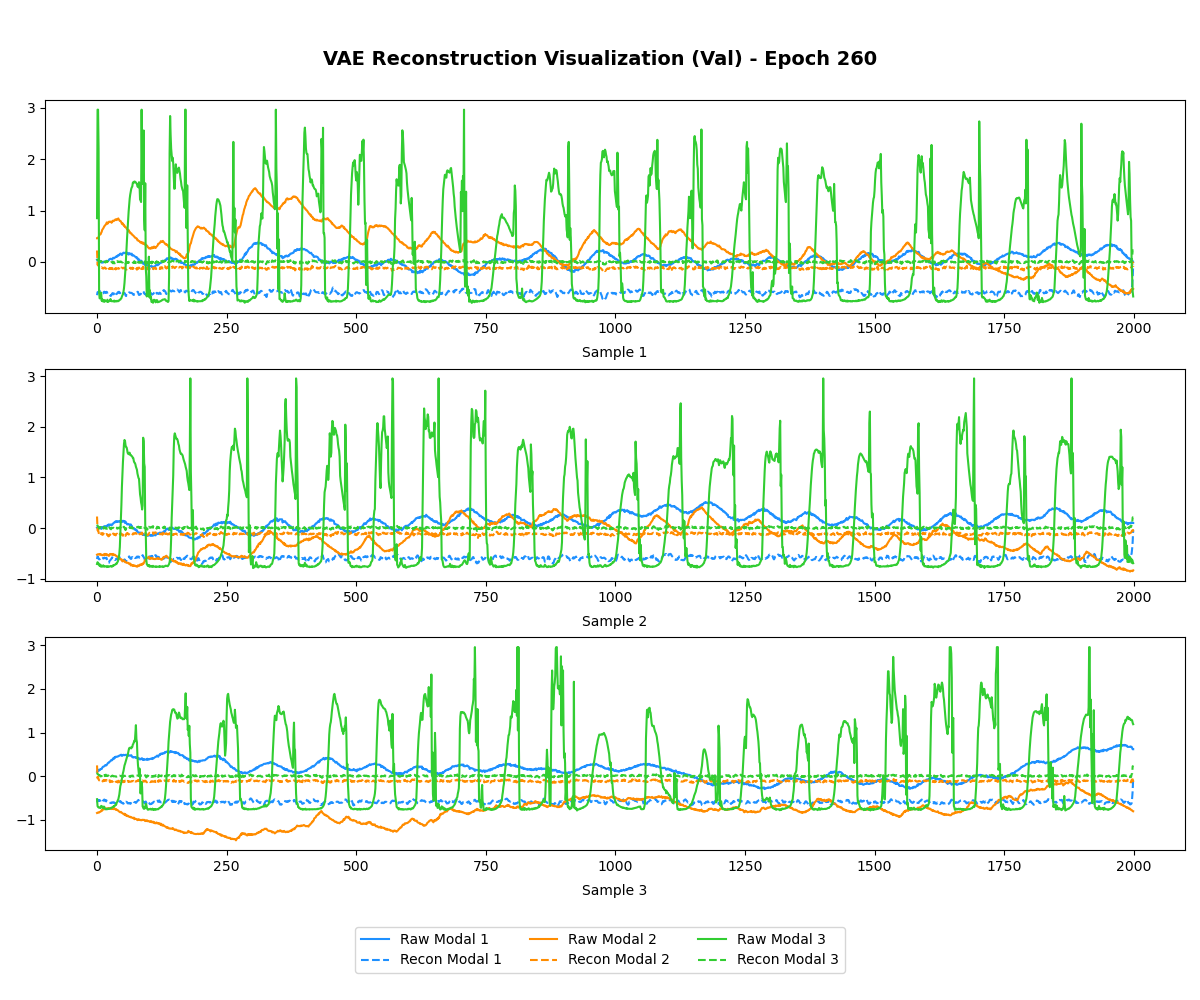 VAE Reconstruction Visualization (Val) - Epoch 260
3
2
1
0
0 250 500 750 1000 1250 1500 1750 2000
Sample 1
3
2
1
0
−1
0 250 500 750 1000 1250 1500 1750 2000
Sample 2
3
2
1
0
−1
0 250 500 750 1000 1250 1500 1750 2000
Sample 3
Raw Modal 1 Raw Modal 2 Raw Modal 3
Recon Modal 1 Recon Modal 2 Recon Modal 3